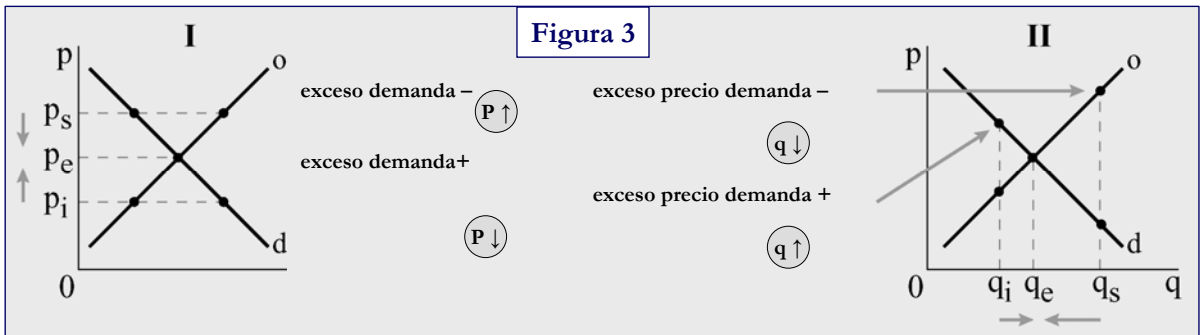 Figura 3
I
p
o
p_s
p_e
p_i
d
0
exceso demanda –
P ↑
exceso demanda+
P ↓
exceso precio demanda –
q ↓
exceso precio demanda +
q ↑
II
p
o
d
0
q_i q_e q_s q